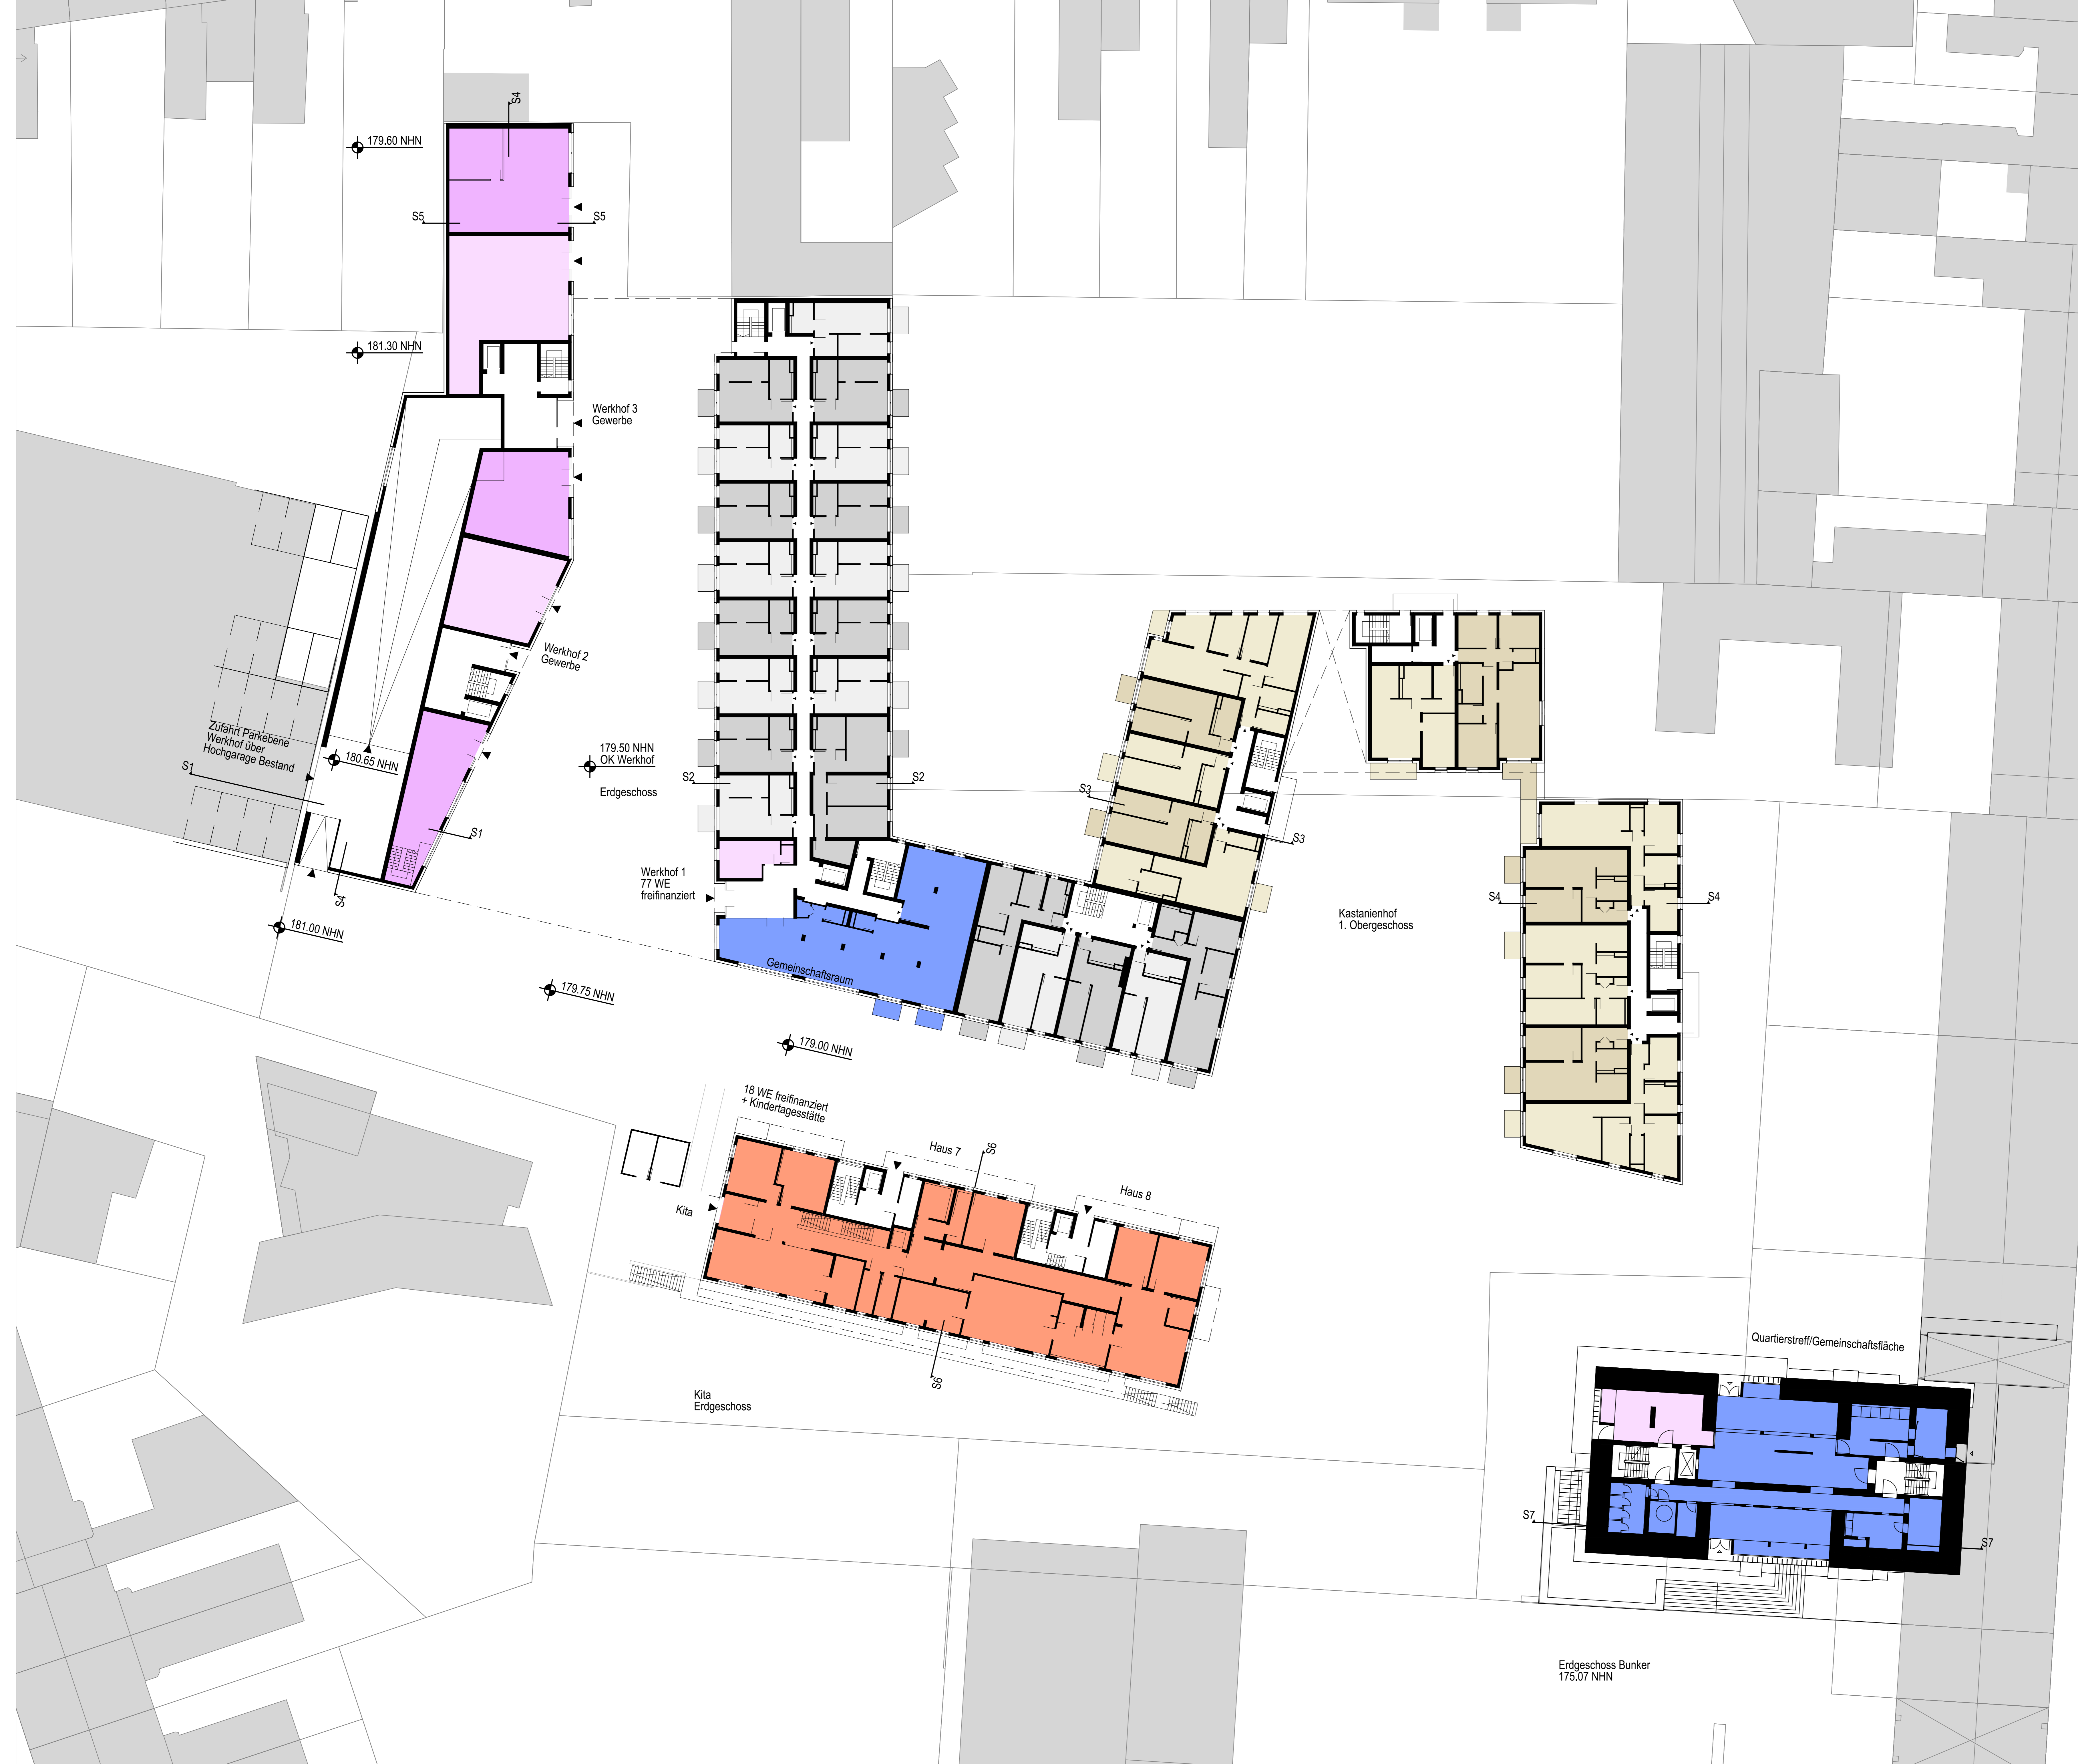 S4
179.60 NHN
S5
S5
181.30 NHN
Werkhof 3
Gewerbe
Werkhof 2
Gewerbe
Zufahrt Parkebene
Werkhof über
Hochgarage Bestand
180.65 NHN
S1
S1
S4
181.00 NHN
179.50 NHN
OK Werkhof
Erdgeschoss
S2
S2
S3
S3
Werkhof 1
77 WE
freifinanziert
Gemeinschaftsraum
Kastanienhof
1. Obergeschoss
S4
S4
179.75 NHN
179.00 NHN
18 WE freifinanziert
+ Kindertagesstätte
Haus 7
S6
Haus 8
Kita
S6
Kita
Erdgeschoss
Quartierstreff/Gemeinschaftsfläche
S7
S7
Erdgeschoss Bunker
175.07 NHN